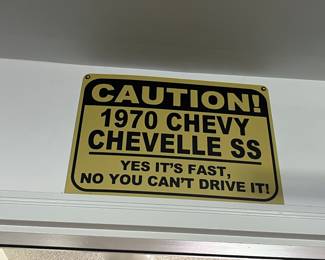 CAUTION!
1970 CHEVY
CHEVELLE SS
YES IT'S FAST,
NO YOU CAN'T DRIVE IT!